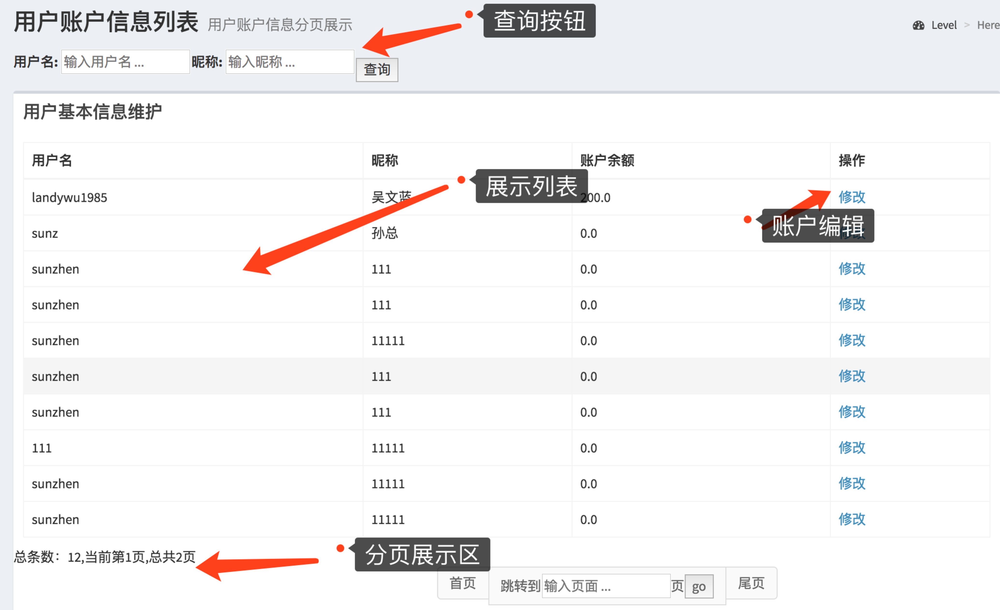 用户账户信息列表 用户账户信息分页展示
查询按钮
Level > Here
用户名: 输入用户名 ... 昵称: 输入昵称 ... 查询
用户基本信息维护
用户名 昵称 账户余额 操作
展示列表
landywu1985 吴文蓝 200.0 修改
账户编辑
sunz 孙总 0.0 修改
sunzhen 111 0.0 修改
sunzhen 111 0.0 修改
sunzhen 11111 0.0 修改
sunzhen 111 0.0 修改
sunzhen 111 0.0 修改
111 11111 0.0 修改
sunzhen 11111 0.0 修改
sunzhen 11111 0.0 修改
分页展示区
总条数：12,当前第1页,总共2页
首页 跳转到 输入页面 ... 页 go 尾页